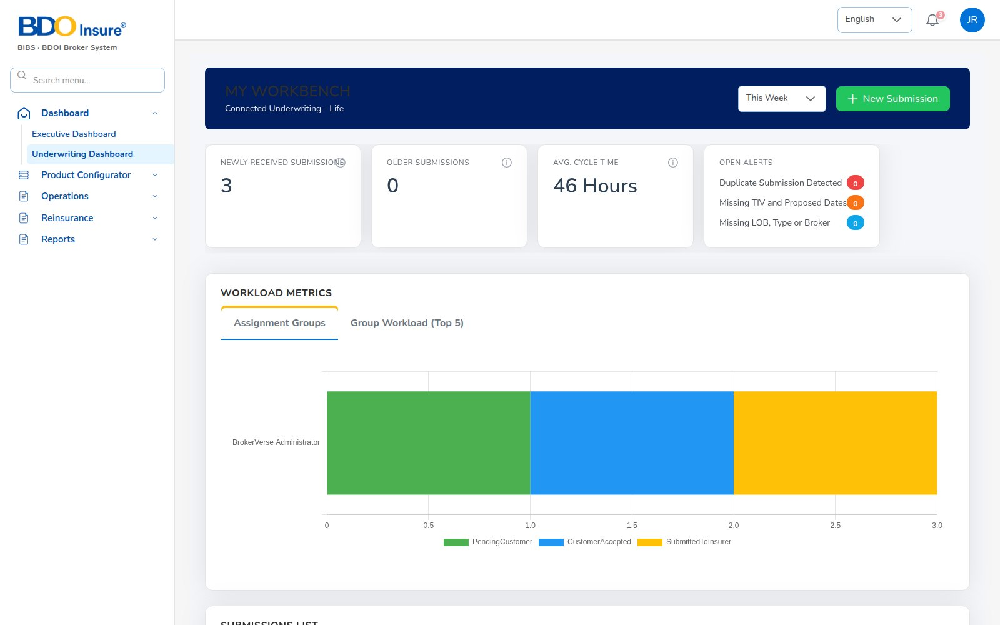 BDO Insure®
BIBS · BDOI Broker System
Search menu...
Dashboard
Executive Dashboard
Underwriting Dashboard
Product Configurator
Operations
Reinsurance
Reports
English
3
JR
MY WORKBENCH
Connected Underwriting - Life
This Week
New Submission
NEWLY RECEIVED SUBMISSIONS
3
OLDER SUBMISSIONS
0
AVG. CYCLE TIME
46 Hours
OPEN ALERTS
Duplicate Submission Detected 0
Missing TIV and Proposed Dates 0
Missing LOB, Type or Broker 0
WORKLOAD METRICS
Assignment Groups Group Workload (Top 5)
BrokerVerse Administrator
0 0.5 1.0 1.5 2.0 2.5 3.0
PendingCustomer CustomerAccepted SubmittedToInsurer
SUBMISSIONS LIST